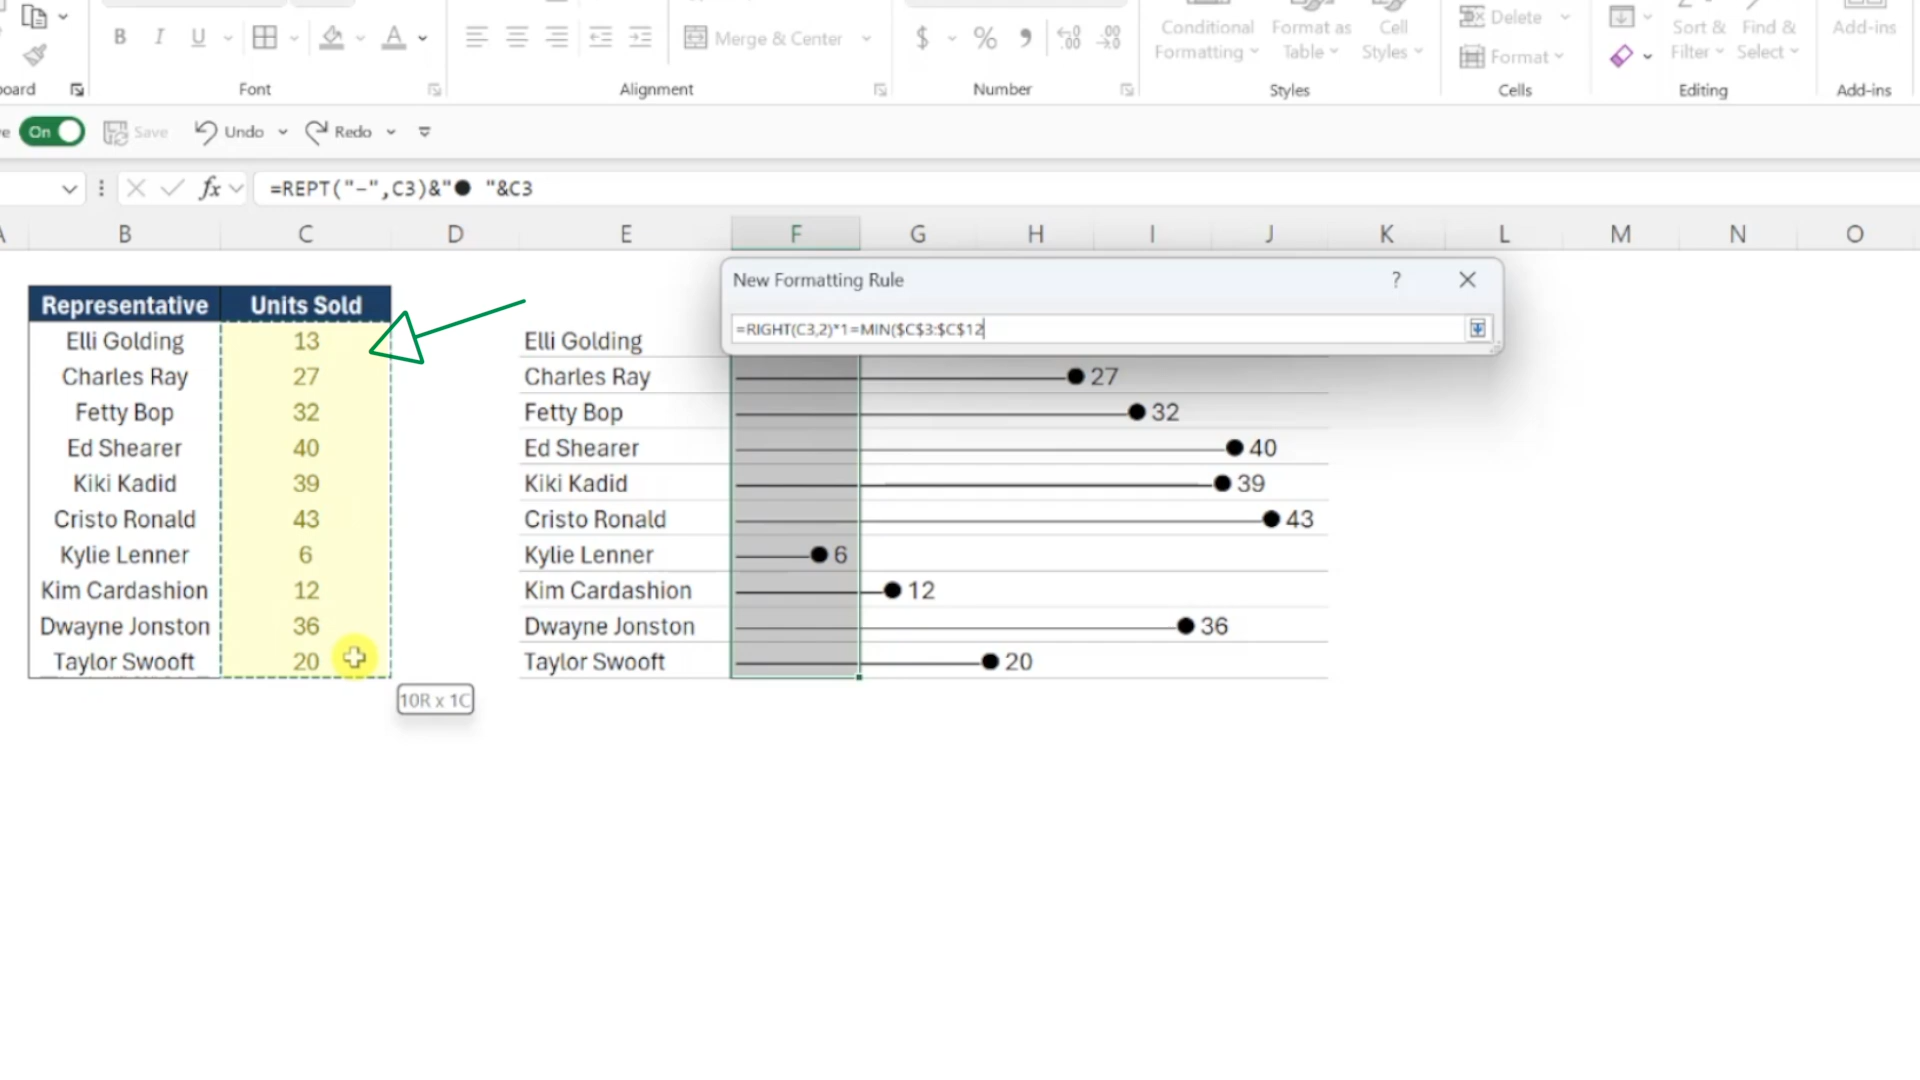 B I U
Merge & Center
$ % 9 .00
Conditional Formatting
Format as Table
Cell Styles
Delete
Format
Sort & Filter
Find & Select
Add-ins
Font
Alignment
Number
Styles
Cells
Editing
Add-ins
On
Save
Undo
Redo
fx
=REPT("-",C3)&"● "&C3
B C D E F G H I J K L M N O
New Formatting Rule
?
=RIGHT(C3,2)*1=MIN($C$3:$C$12
Representative Units Sold
Elli Golding 13
Charles Ray 27
Fetty Bop 32
Ed Shearer 40
Kiki Kadid 39
Cristo Ronald 43
Kylie Lenner 6
Kim Cardashion 12
Dwayne Jonston 36
Taylor Swooft 20
10R x 1C
Elli Golding
Charles Ray 27
Fetty Bop 32
Ed Shearer 40
Kiki Kadid 39
Cristo Ronald 43
Kylie Lenner 6
Kim Cardashion 12
Dwayne Jonston 36
Taylor Swooft 20